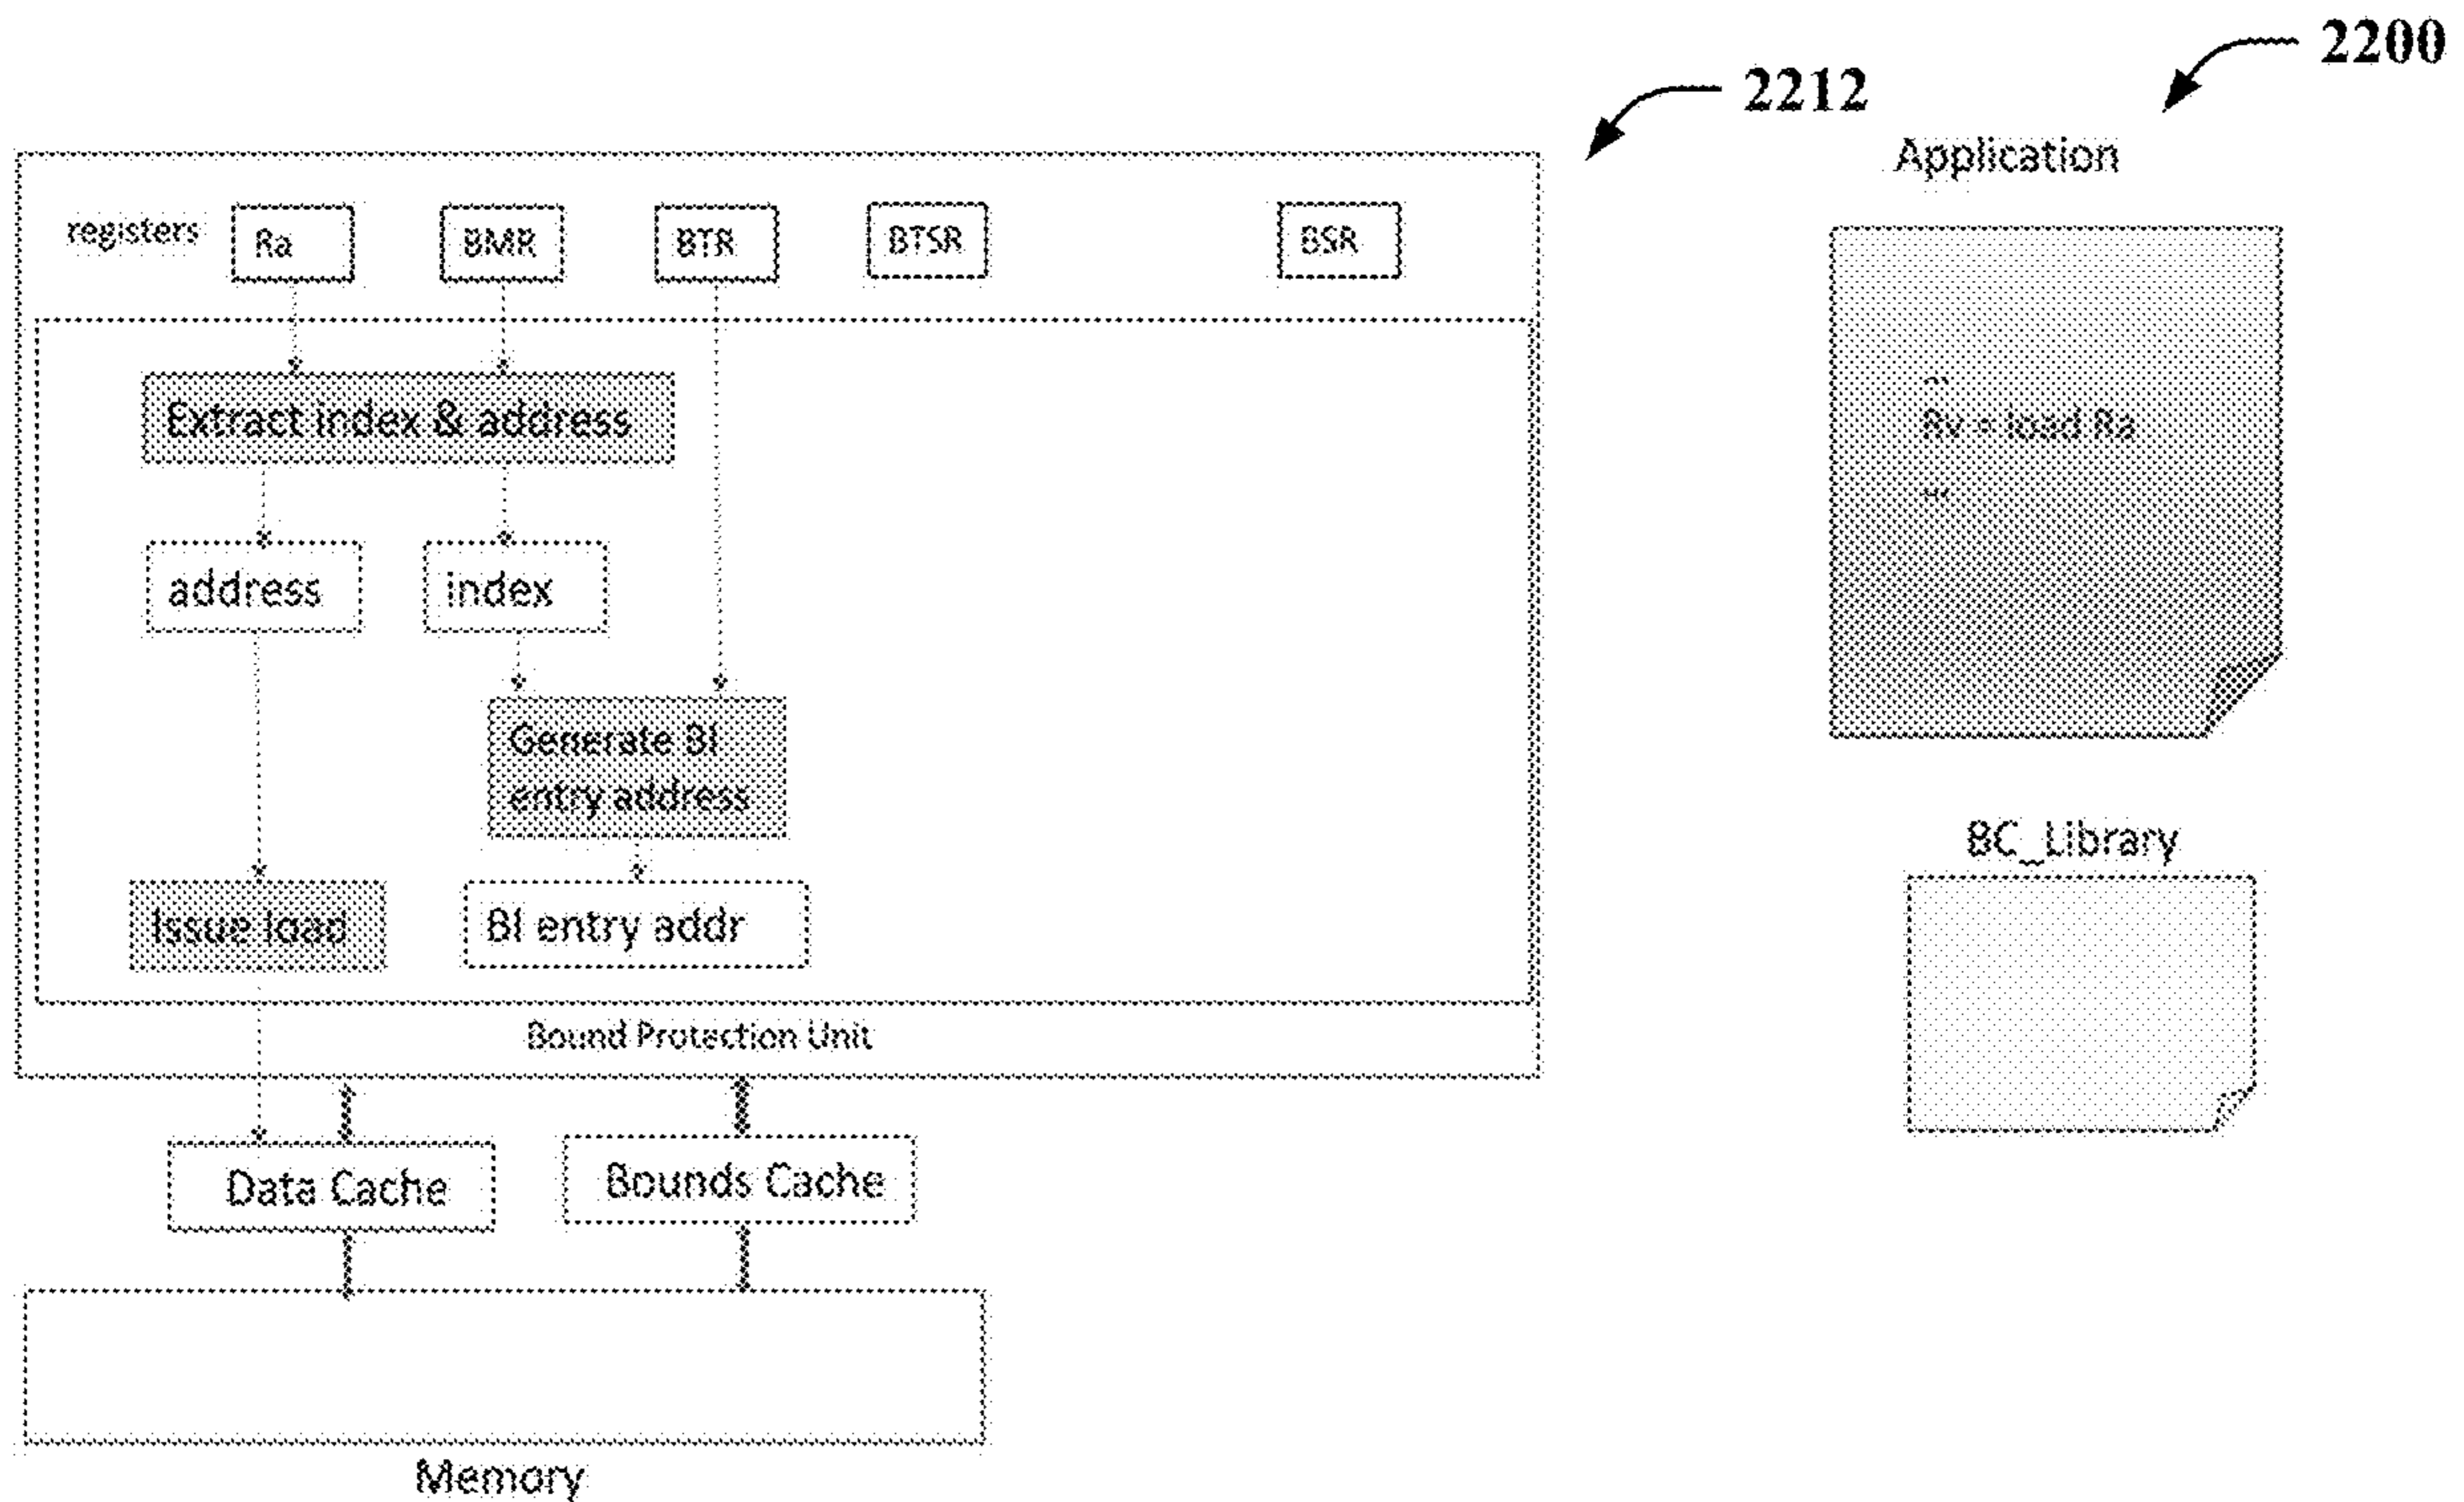 2200
2212
Application
registers
Ra
BMR
BTR
BTSR
BSR
Extract index & address
...
Rv = load Ra
...
address
index
Generate BI
entry address
BC_Library
Issue load
BI entry addr
Bound Protection Unit
Data Cache
Bounds Cache
Memory